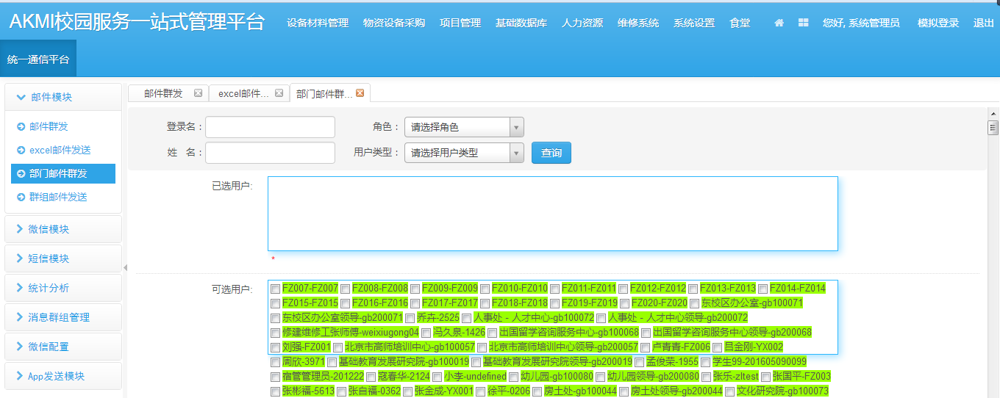 AKMI校园服务一站式管理平台 设备材料管理 物资设备采购 项目管理 基础数据库 人力资源 维修系统 系统设置 食堂 您好, 系统管理员 模拟登录 退出
统一通信平台
邮件模块
邮件群发
excel邮件发送
部门邮件群发
群组邮件发送
微信模块
短信模块
统计分析
消息群组管理
微信配置
App发送模块
邮件群发 excel邮件... 部门邮件群...
登录名： 角色： 请选择角色
姓 名： 用户类型： 请选择用户类型 查询
已选用户:
*
可选用户: FZ007-FZ007 FZ008-FZ008 FZ009-FZ009 FZ010-FZ010 FZ011-FZ011 FZ012-FZ012 FZ013-FZ013 FZ014-FZ014
FZ015-FZ015 FZ016-FZ016 FZ017-FZ017 FZ018-FZ018 FZ019-FZ019 FZ020-FZ020 东校区办公室-gb100071
东校区办公室领导-gb200071 乔卉-2525 人事处－人才中心-gb100072 人事处－人才中心领导-gb200072
修建维修工张师傅-weixiugong04 冯久泉-1426 出国留学咨询服务中心-gb100068 出国留学咨询服务中心领导-gb200068
刘强-FZ001 北京市高师培训中心-gb100057 北京市高师培训中心领导-gb200057 卢青青-FZ006 吕金刚-YX002
周欣-3971 基础教育发展研究院-gb100019 基础教育发展研究院领导-gb200019 孟俊荣-1955 学生99-201605090099
宿管管理员-201222 寇春华-2124 小李-undefined 幼儿园-gb100080 幼儿园领导-gb200080 张乐-zltest 张国平-FZ003
张彬福-5613 张自福-0362 张金成-YX001 徐平-0206 房土处-gb100044 房土处领导-gb200044 文化研究院-gb100073